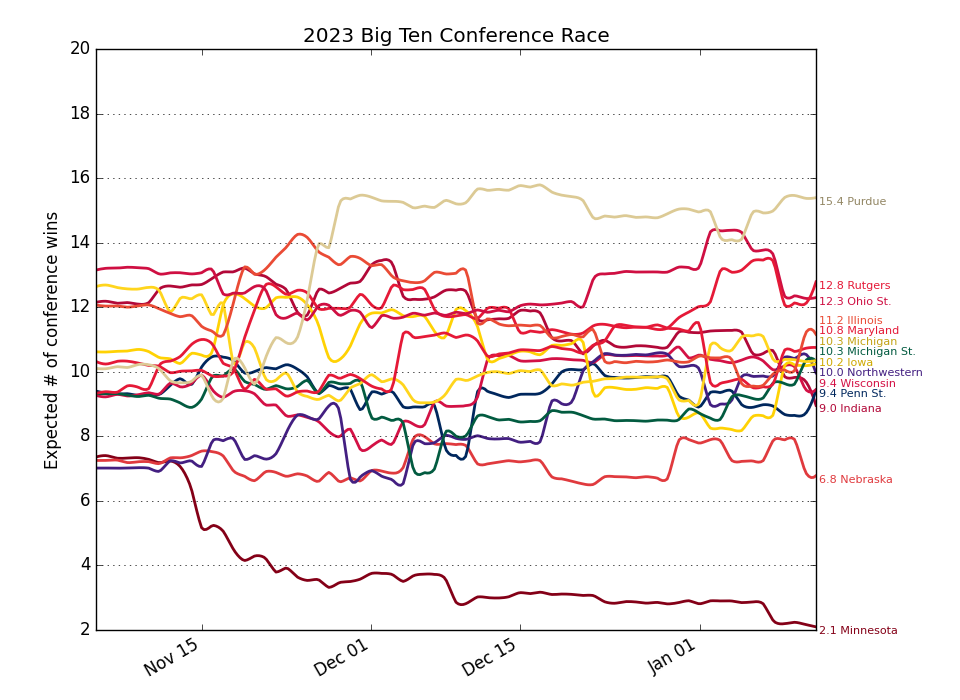 2023 Big Ten Conference Race
Expected # of conference wins
20
18
16
14
12
10
8
6
4
2
Nov 15
Dec 01
Dec 15
Jan 01
15.4 Purdue
12.8 Rutgers
12.3 Ohio St.
11.2 Illinois
10.8 Maryland
10.3 Michigan
10.3 Michigan St.
10.2 Iowa
10.0 Northwestern
9.4 Wisconsin
9.4 Penn St.
9.0 Indiana
6.8 Nebraska
2.1 Minnesota